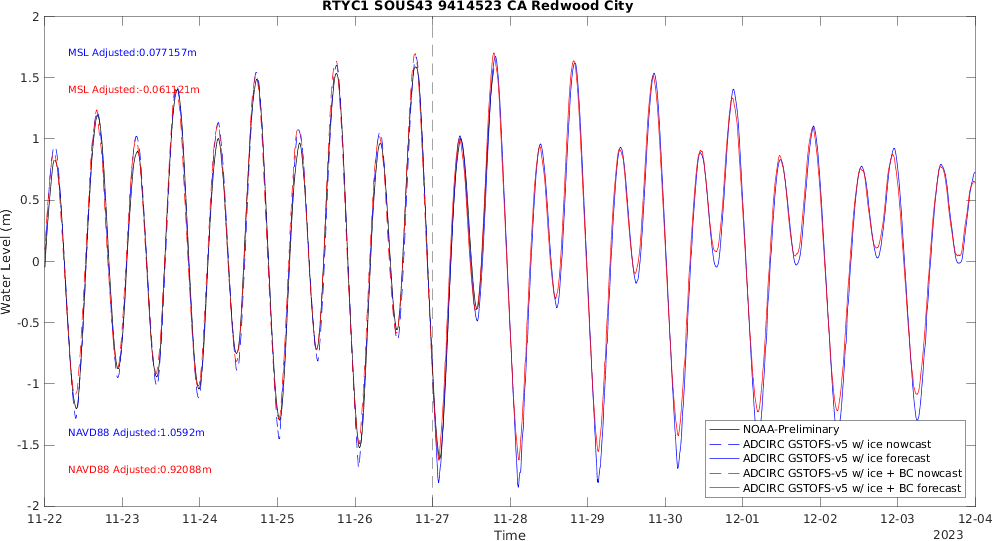 RTYC1 SOUS43 9414523 CA Redwood City
2
1.5
1
0.5
0
-0.5
-1
-1.5
-2
Water Level (m)
MSL Adjusted:0.077157m
MSL Adjusted:-0.061121m
NAVD88 Adjusted:1.0592m
NAVD88 Adjusted:0.92088m
NOAA-Preliminary
ADCIRC GSTOFS-v5 w/ ice nowcast
ADCIRC GSTOFS-v5 w/ ice forecast
ADCIRC GSTOFS-v5 w/ ice + BC nowcast
ADCIRC GSTOFS-v5 w/ ice + BC forecast
11-22 11-23 11-24 11-25 11-26 11-27 11-28 11-29 11-30 12-01 12-02 12-03 12-04
Time
2023